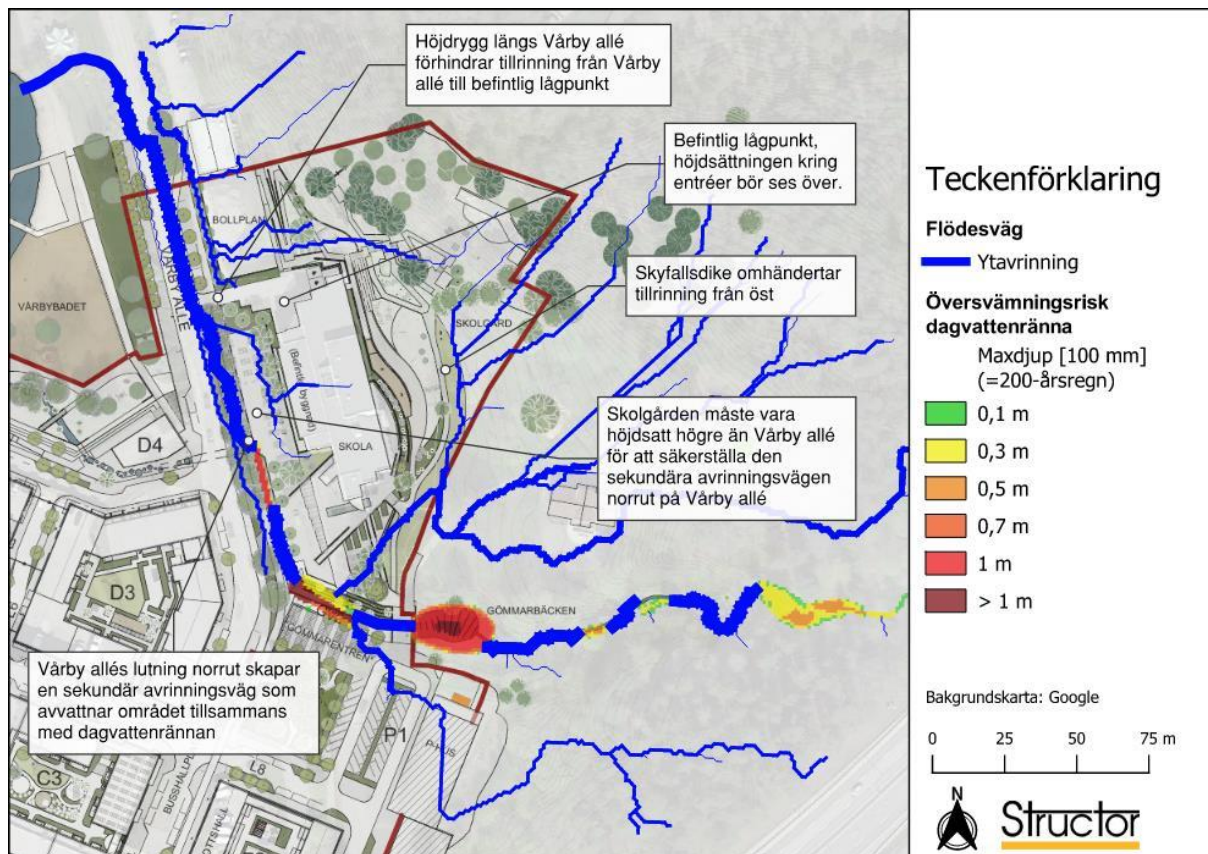 Höjdrygg längs Vårby allé
förhindrar tillrinning från Vårby
allé till befintlig lågpunkt
Befintlig lågpunkt,
höjdsättningen kring
entréer bör ses över.
Skyfallsdike omhändertar
tillrinning från öst
Skolgården måste vara
höjdsatt högre än Vårby allé
för att säkerställa den
sekundära avrinningsvägen
norrut på Vårby allé
Vårby allés lutning norrut skapar
en sekundär avrinningsväg som
avvattnar området tillsammans
med dagvattenrännan
BOLLPLAN
VÅRBY ALLÉ
VÅRBYBADET
SKOLGÅRD
(Befintlig byggnad)
SKOLA
D4
D3
GÖMMARBÄCKEN
GÖMMARENTRÉN
P1
P-HUS
L8
C3
BUSSHÅLLPL
OTTSHÄLL
Teckenförklaring
Flödesväg
Ytavrinning
Översvämningsrisk
dagvattenränna
Maxdjup [100 mm]
(=200-årsregn)
0,1 m
0,3 m
0,5 m
0,7 m
1 m
> 1 m
Bakgrundskarta: Google
0 25 50 75 m
N
Structor